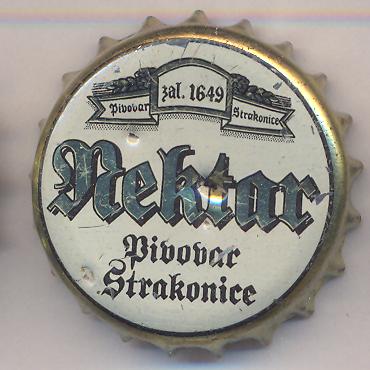 zal. 1649
Pivovar Strakonice
Nektar
Pivovar
Strakonice